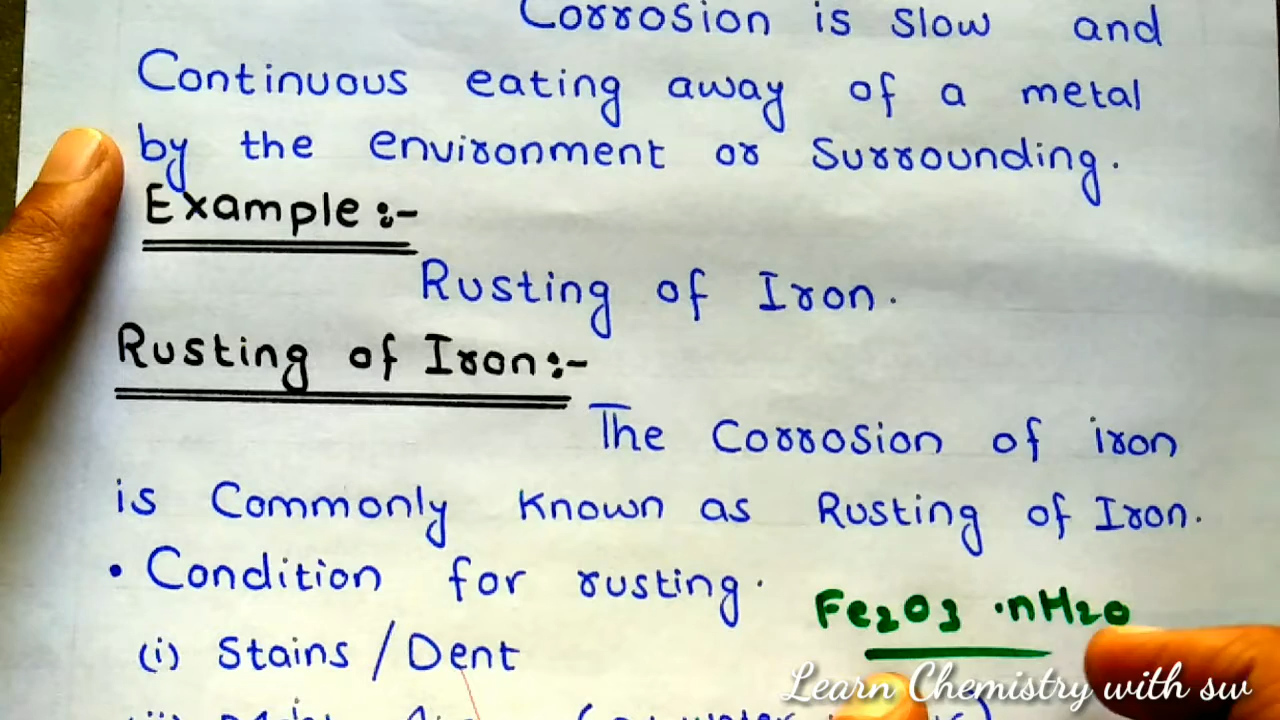 Corrosion is slow and
Continuous eating away of a metal
by the environment or Surrounding.
Example :-
Rusting of Iron.
Rusting of Iron :-
The Corrosion of iron
is Commonly Known as Rusting of Iron.
• Condition for rusting.
Fe2O3 .nH2O
(i) Stains / Dent
Learn Chemistry with sw